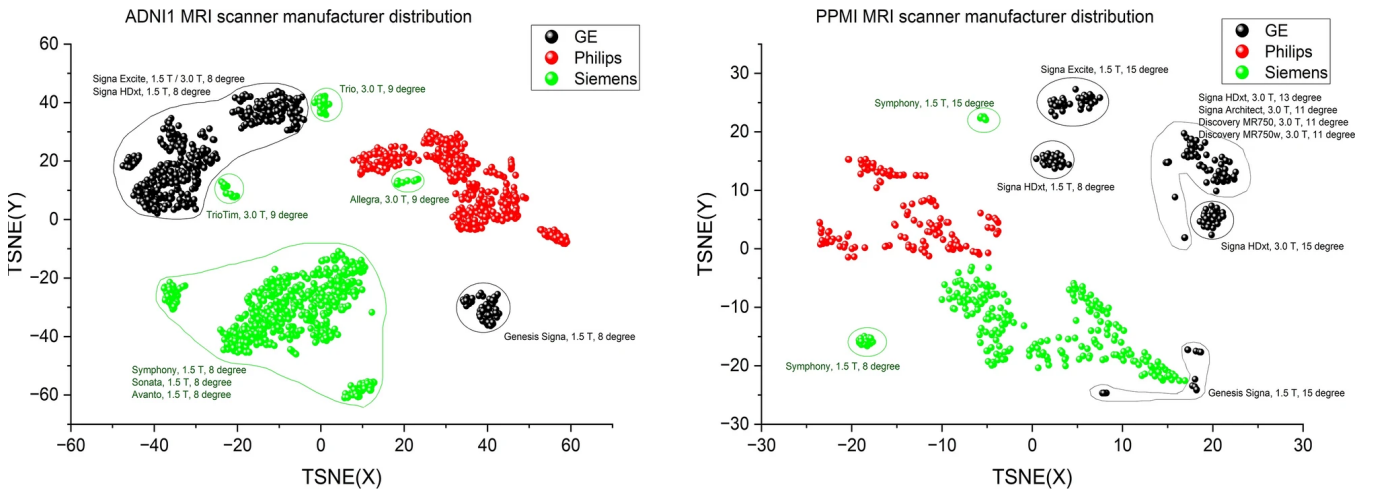 ADNI1 MRI scanner manufacturer distribution
GE
Philips
Siemens
Signa Excite, 1.5 T / 3.0 T, 8 degree
Signa HDxt, 1.5 T, 8 degree
Trio, 3.0 T, 9 degree
TrioTim, 3.0 T, 9 degree
Allegra, 3.0 T, 9 degree
Genesis Signa, 1.5 T, 8 degree
Symphony, 1.5 T, 8 degree
Sonata, 1.5 T, 8 degree
Avanto, 1.5 T, 8 degree
TSNE(Y)
60
40
20
0
−20
−40
−60
−60
−40
−20
0
20
40
60
TSNE(X)
PPMI MRI scanner manufacturer distribution
GE
Philips
Siemens
Signa Excite, 1.5 T, 15 degree
Symphony, 1.5 T, 15 degree
Signa HDxt, 3.0 T, 13 degree
Signa Architect, 3.0 T, 11 degree
Discovery MR750, 3.0 T, 11 degree
Discovery MR750w, 3.0 T, 11 degree
Signa HDxt, 1.5 T, 8 degree
Signa HDxt, 3.0 T, 15 degree
Symphony, 1.5 T, 8 degree
Genesis Signa, 1.5 T, 15 degree
TSNE(Y)
30
20
10
0
−10
−20
−30
−30
−20
−10
0
10
20
30
TSNE(X)